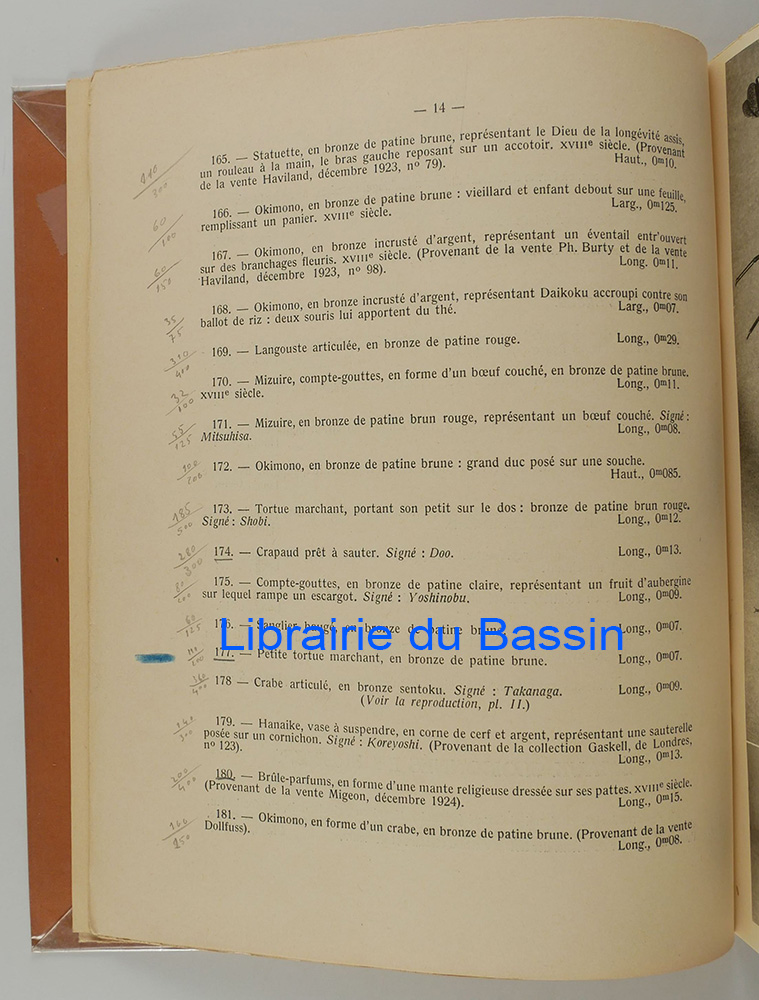 — 14 —
165. — Statuette, en bronze de patine brune, représentant le Dieu de la longévité assis,
un rouleau à la main, le bras gauche reposant sur un accotoir. XVIIIe siècle. (Provenant
de la vente Haviland, décembre 1923, nº 79). Haut., 0m10.
166. — Okimono, en bronze de patine brune : vieillard et enfant debout sur une feuille,
remplissant un panier. XVIIIe siècle. Larg., 0m125.
167. — Okimono, en bronze incrusté d'argent, représentant un éventail entr'ouvert
sur des branchages fleuris. XVIIIe siècle. (Provenant de la vente Ph. Burty et de la vente
Haviland, décembre 1923, nº 98). Long. 0m11.
168. — Okimono, en bronze incrusté d'argent, représentant Daikoku accroupi contre son
ballot de riz : deux souris lui apportent du thé. Larg., 0m07.
169. — Langouste articulée, en bronze de patine rouge. Long., 0m29.
170. — Mizuire, compte-gouttes, en forme d'un bœuf couché, en bronze de patine brune.
XVIIIe siècle. Long., 0m11.
171. — Mizuire, en bronze de patine brun rouge, représentant un bœuf couché. Signé :
Mitsuhisa. Long., 0m08.
172. — Okimono, en bronze de patine brune : grand duc posé sur une souche.
Haut., 0m085.
173. — Tortue marchant, portant son petit sur le dos : bronze de patine brun rouge.
Signé : Shobi. Long., 0m12.
174. — Crapaud prêt à sauter. Signé : Doo. Long., 0m13.
175. — Compte-gouttes, en bronze de patine claire, représentant un fruit d'aubergine
sur lequel rampe un escargot. Signé : Yoshinobu. Long., 0m09.
176. — Sanglier bauge, en bronze de patine brune. Long., 0m07.
Librairie du Bassin
177. — Petite tortue marchant, en bronze de patine brune. Long., 0m07.
178 — Crabe articulé, en bronze sentoku. Signé : Takanaga. Long., 0m09.
(Voir la reproduction, pl. II.)
179. — Hanaike, vase à suspendre, en corne de cerf et argent, représentant une sauterelle
posée sur un cornichon. Signé : Koreyoshi. (Provenant de la collection Gaskell, de Londres,
nº 123). Long., 0m13.
180. — Brûle-parfums, en forme d'une mante religieuse dressée sur ses pattes. XVIIIe siècle.
(Provenant de la vente Migeon, décembre 1924). Long., 0m15.
181. — Okimono, en forme d'un crabe, en bronze de patine brune. (Provenant de la vente
Dollfuss). Long., 0m08.